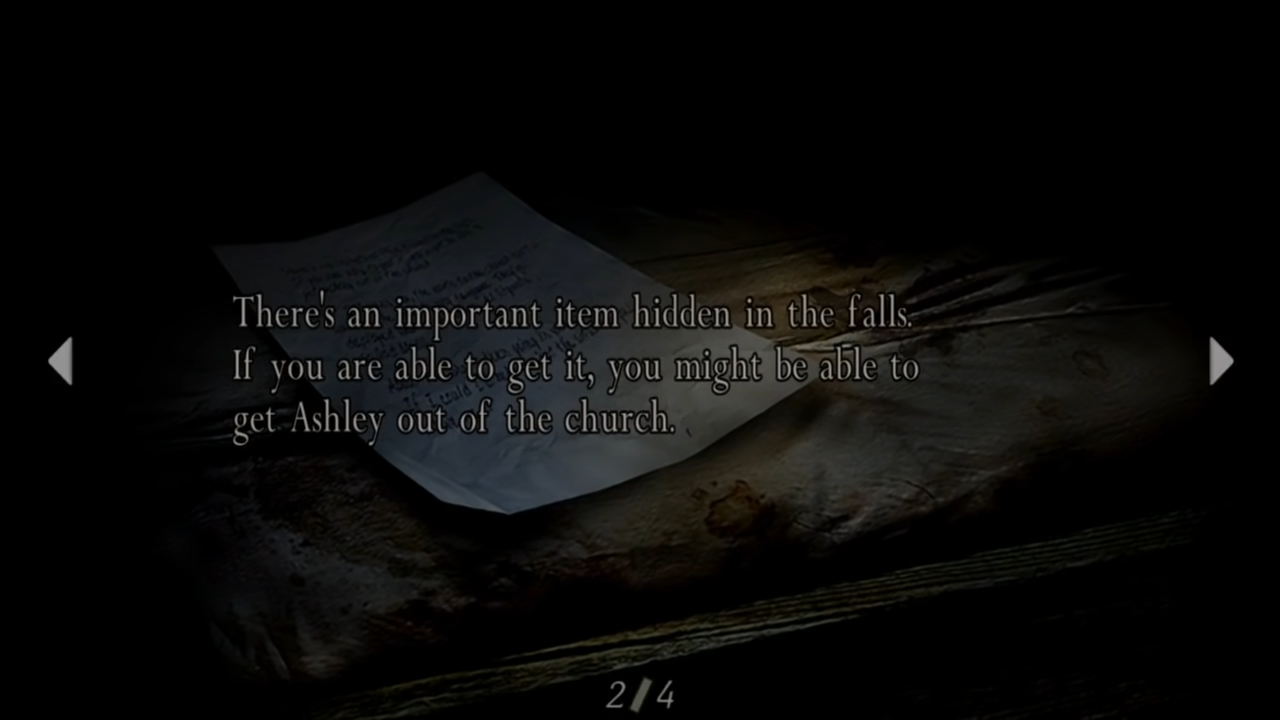 There's an important item hidden in the falls.
If you are able to get it, you might be able to
get Ashley out of the church.
2/4